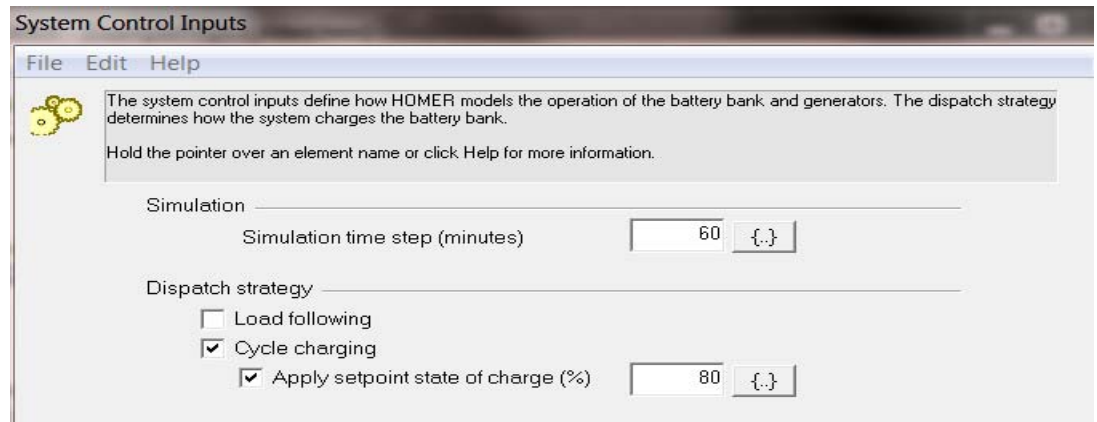 System Control Inputs
File Edit Help
The system control inputs define how HOMER models the operation of the battery bank and generators. The dispatch strategy
determines how the system charges the battery bank.
Hold the pointer over an element name or click Help for more information.
Simulation
Simulation time step (minutes) 60 {..}
Dispatch strategy
Load following
Cycle charging
Apply setpoint state of charge (%) 80 {..}